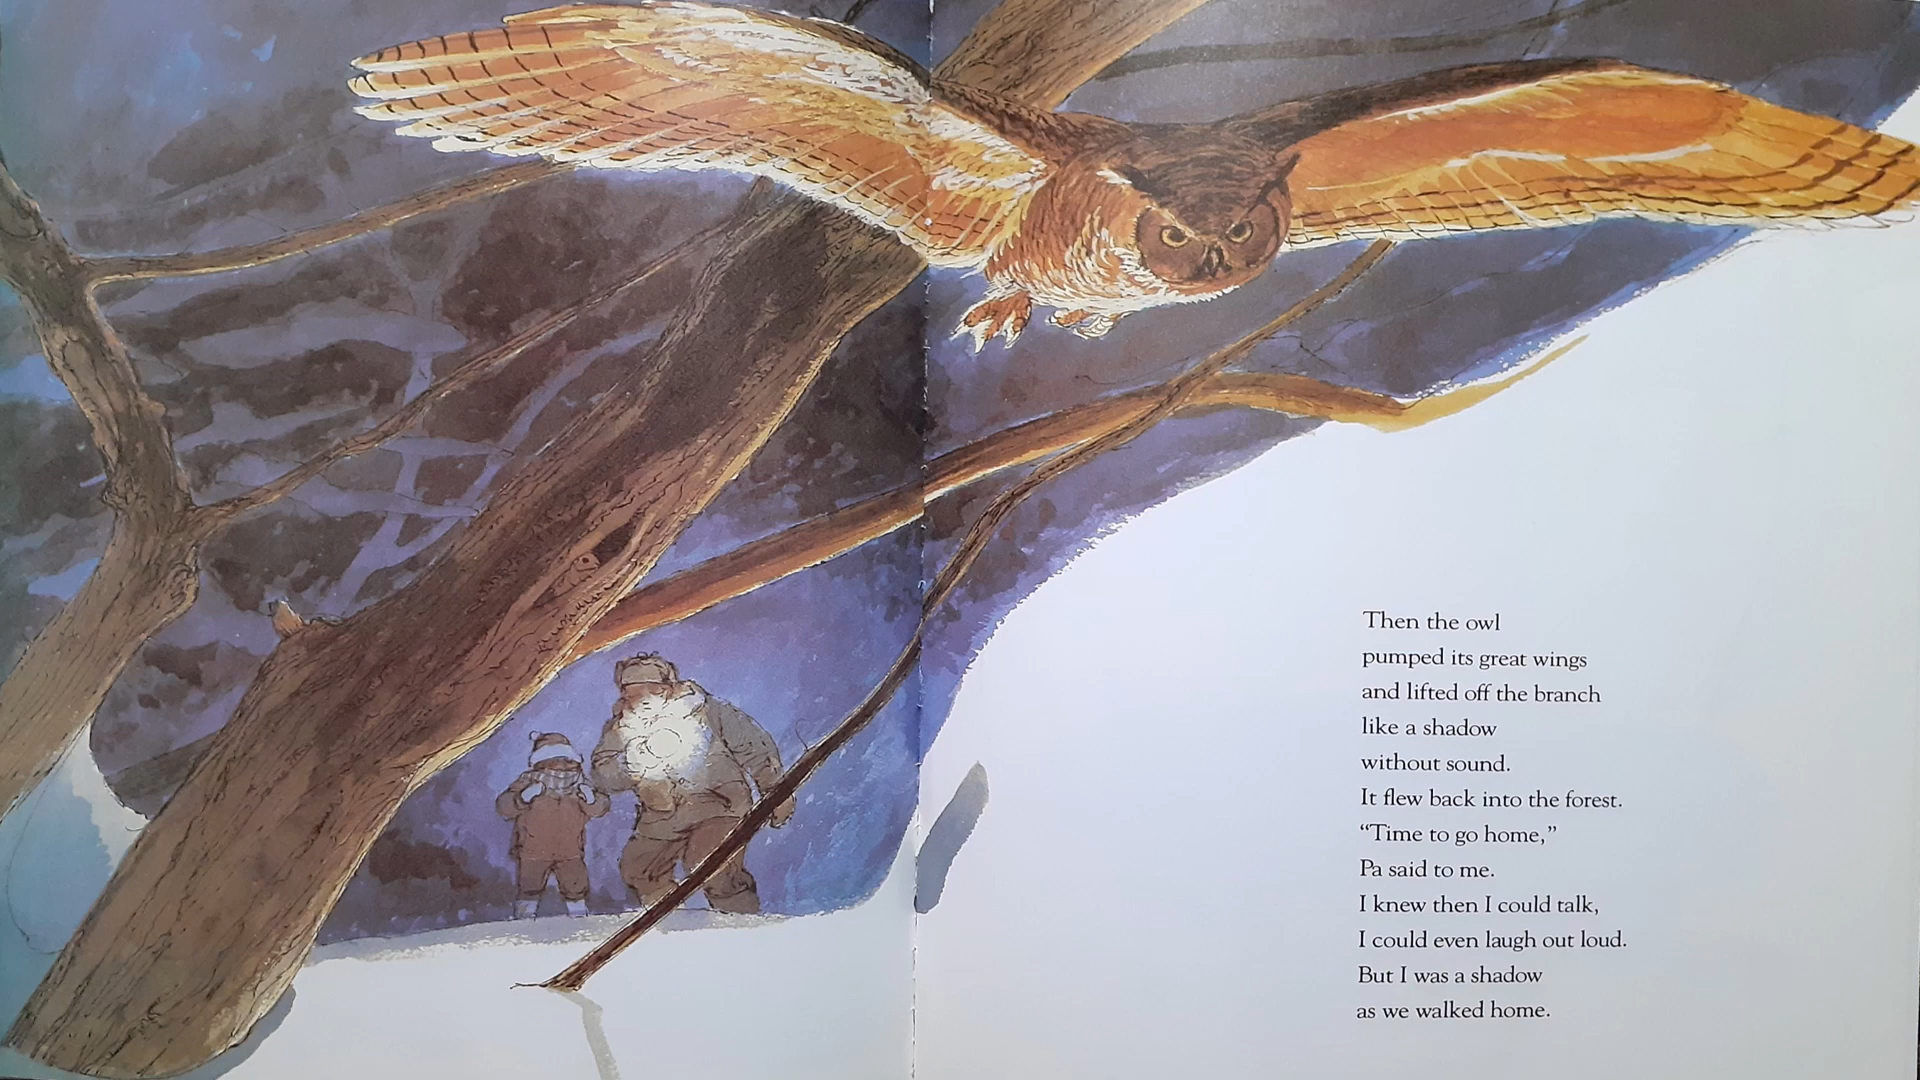 Then the owl
pumped its great wings
and lifted off the branch
like a shadow
without sound.
It flew back into the forest.
“Time to go home,”
Pa said to me.
I knew then I could talk,
I could even laugh out loud.
But I was a shadow
as we walked home.